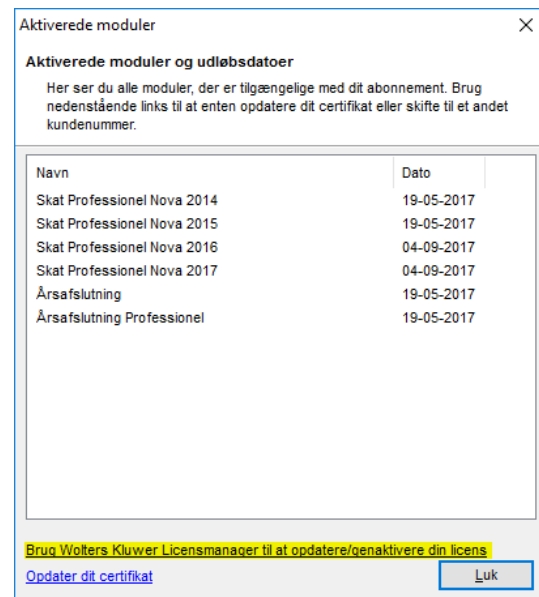 Aktiverede moduler
Aktiverede moduler og udløbsdatoer
Her ser du alle moduler, der er tilgængelige med dit abonnement. Brug
nedenstående links til at enten opdatere dit certifikat eller skifte til et andet
kundenummer.
Navn Dato
Skat Professionel Nova 2014 19-05-2017
Skat Professionel Nova 2015 19-05-2017
Skat Professionel Nova 2016 04-09-2017
Skat Professionel Nova 2017 04-09-2017
Årsafslutning 19-05-2017
Årsafslutning Professionel 19-05-2017
Brug Wolters Kluwer Licensmanager til at opdatere/genaktivere din licens
Opdater dit certifikat Luk